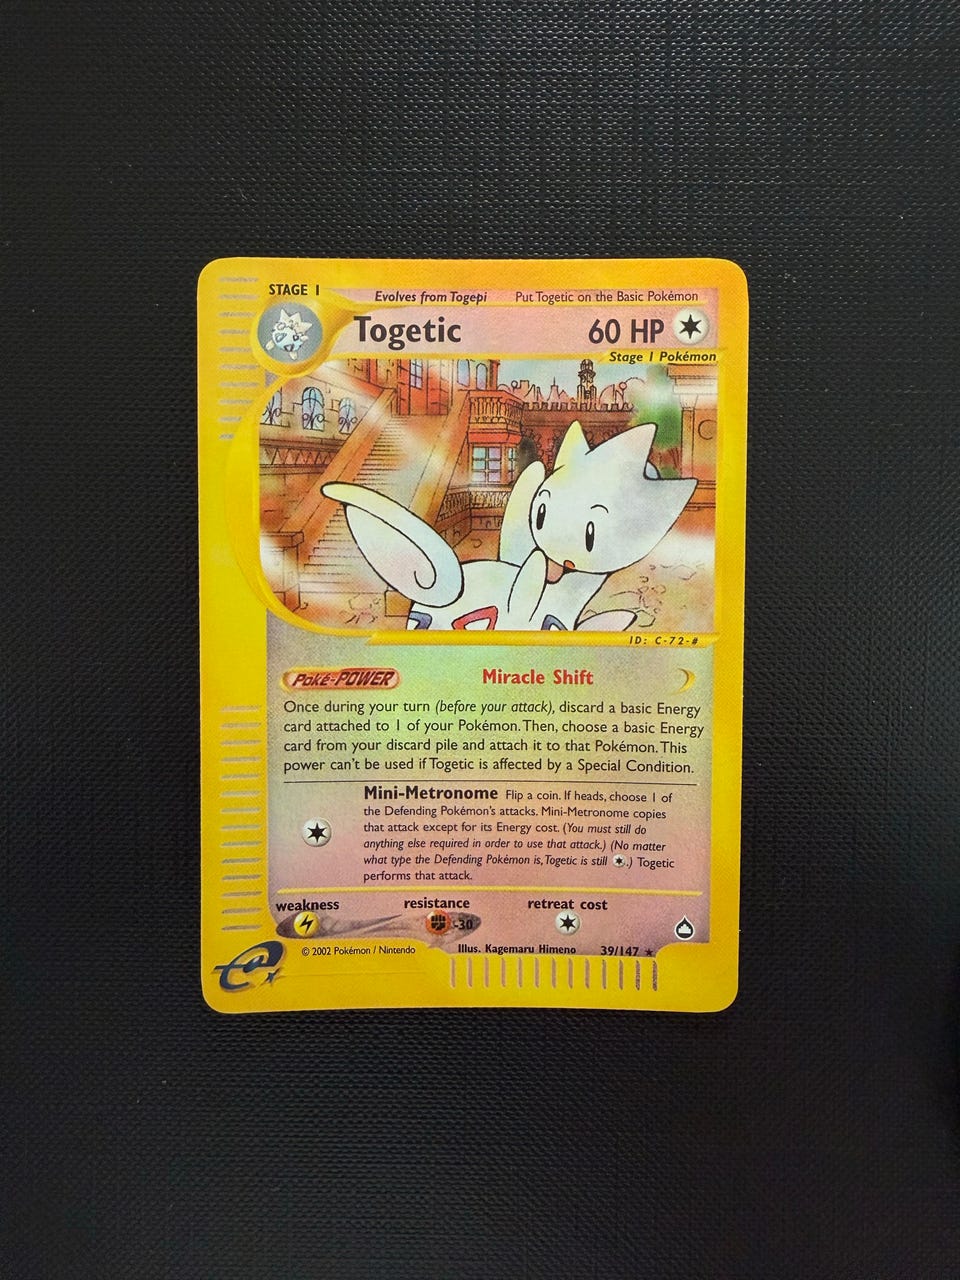 STAGE 1
Evolves from Togepi Put Togetic on the Basic Pokémon
Togetic 60 HP
Stage 1 Pokémon
ID: C-72-#
Poké-POWER Miracle Shift
Once during your turn (before your attack), discard a basic Energy
card attached to 1 of your Pokémon. Then, choose a basic Energy
card from your discard pile and attach it to that Pokémon. This
power can't be used if Togetic is affected by a Special Condition.
Mini-Metronome Flip a coin. If heads, choose 1 of
the Defending Pokémon's attacks. Mini-Metronome copies
that attack except for its Energy cost. (You must still do
anything else required in order to use that attack.) (No matter
what type the Defending Pokémon is, Togetic is still .) Togetic
performs that attack.
weakness resistance retreat cost
-30
© 2002 Pokémon / Nintendo Illus. Kagemaru Himeno 39/147 ★
e